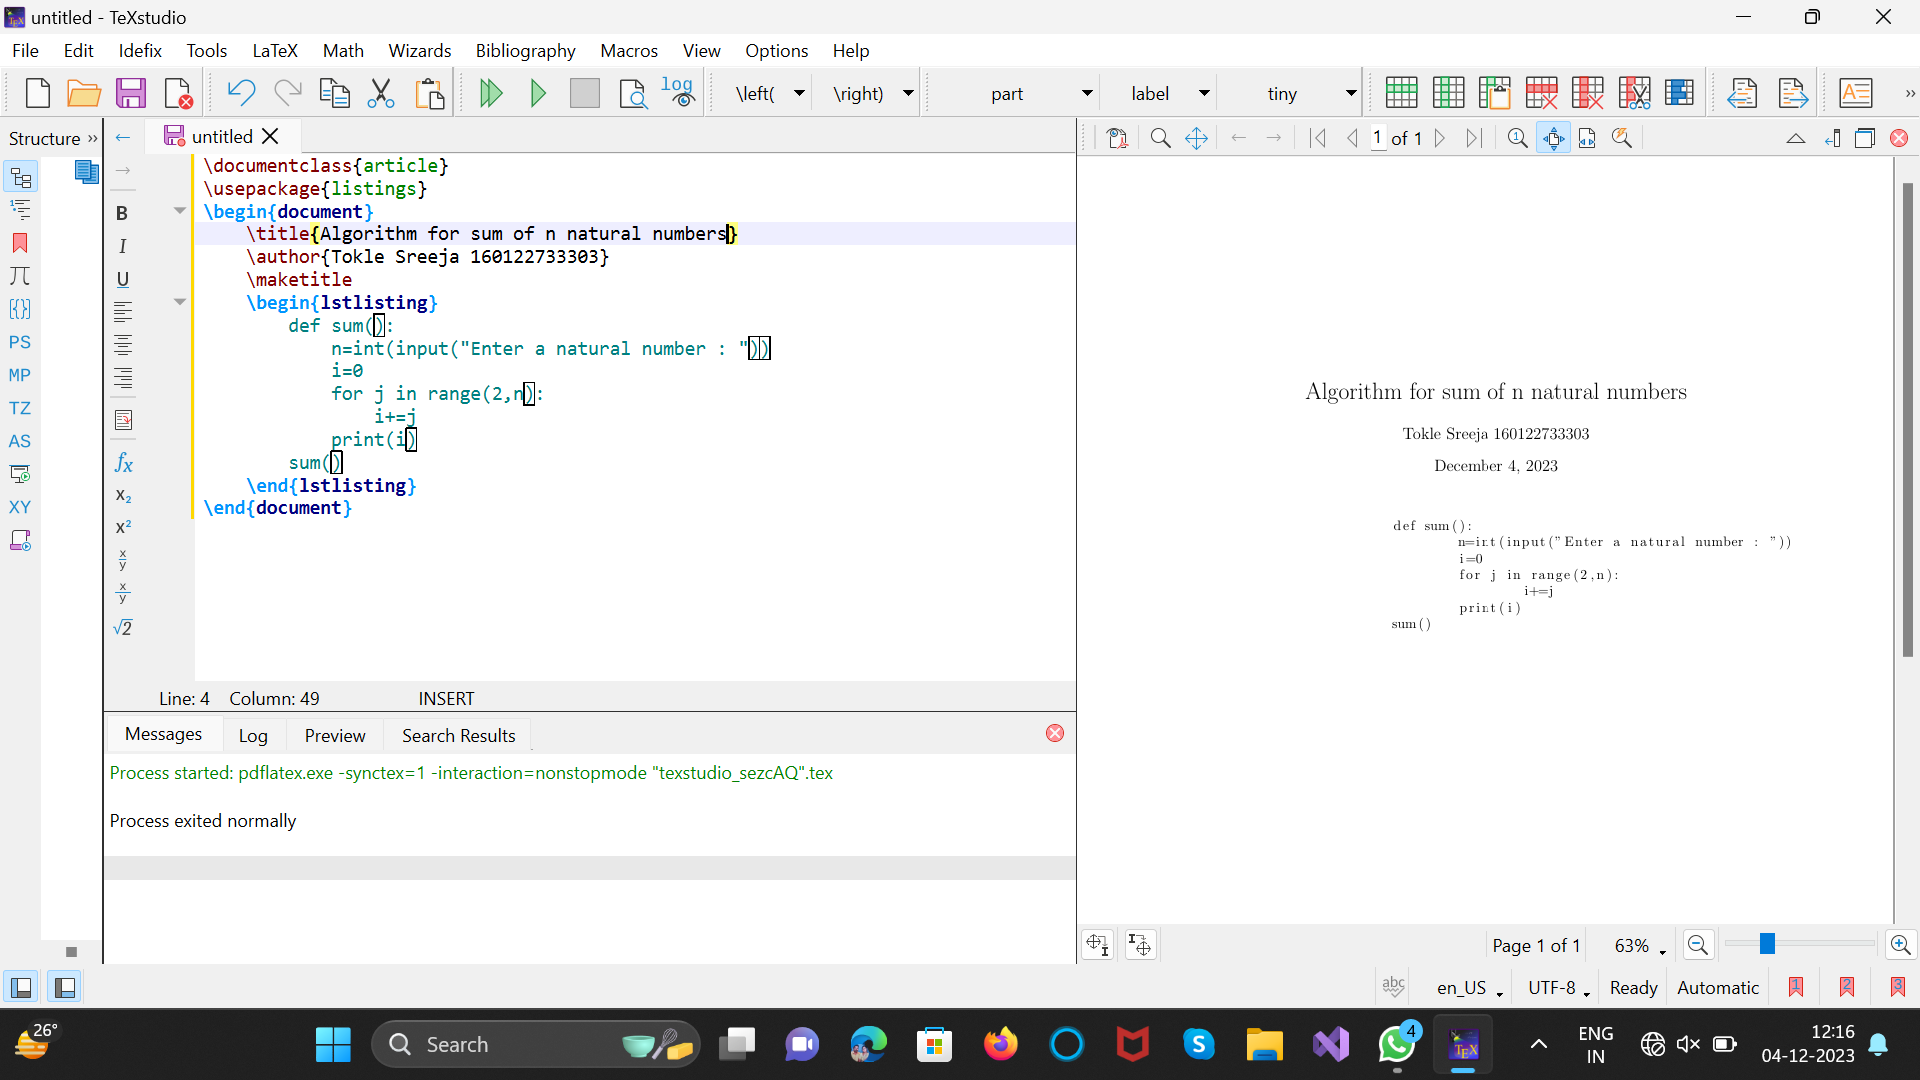 untitled - TeXstudio
File Edit Idefix Tools LaTeX Math Wizards Bibliography Macros View Options Help
log \left( \right) part label tiny
Structure » untitled 1 of 1
\documentclass{article}
\usepackage{listings}
\begin{document}
\title{Algorithm for sum of n natural numbers}
\author{Tokle Sreeja 160122733303}
\maketitle
\begin{lstlisting}
def sum():
n=int(input("Enter a natural number : "))
i=0
for j in range(2,n):
i+=j
print(i)
sum()
\end{lstlisting}
\end{document}
B
I
U
PS
MP
TZ
AS
XY
fx
x₂
x²
x/y
x/y
√2
Line: 4 Column: 49 INSERT
Messages Log Preview Search Results
Process started: pdflatex.exe -synctex=1 -interaction=nonstopmode "texstudio_sezcAQ".tex
Process exited normally
Algorithm for sum of n natural numbers
Tokle Sreeja 160122733303
December 4, 2023
def sum():
n=int(input("Enter a natural number : "))
i=0
for j in range(2,n):
i+=j
print(i)
sum()
Page 1 of 1 63%
abc en_US UTF-8 Ready Automatic 1 2 3
26° Search 4 ENG 12:16
IN 04-12-2023